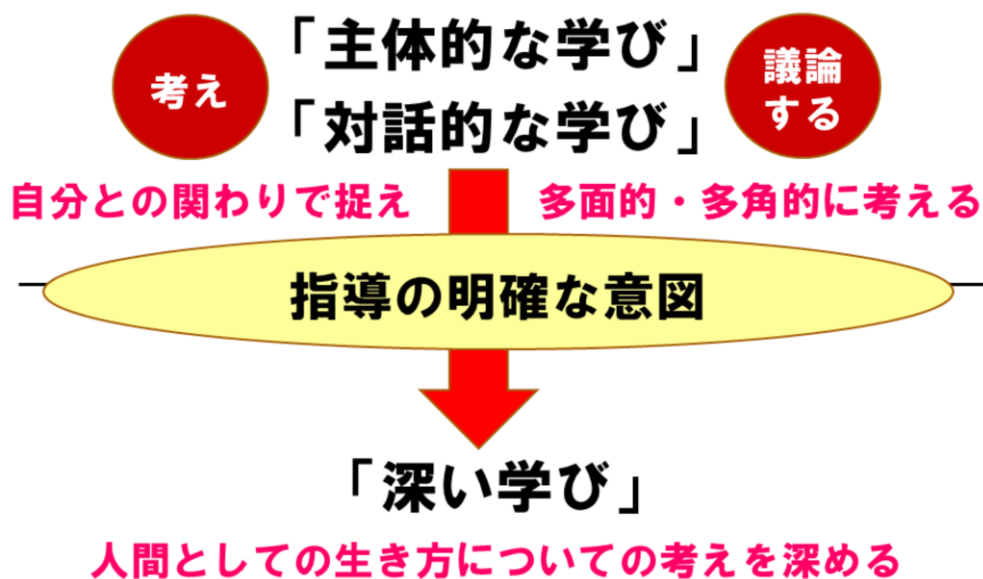 考え
「主体的な学び」
「対話的な学び」
議論
する
自分との関わりで捉え
多面的・多角的に考える
指導の明確な意図
「深い学び」
人間としての生き方についての考えを深める